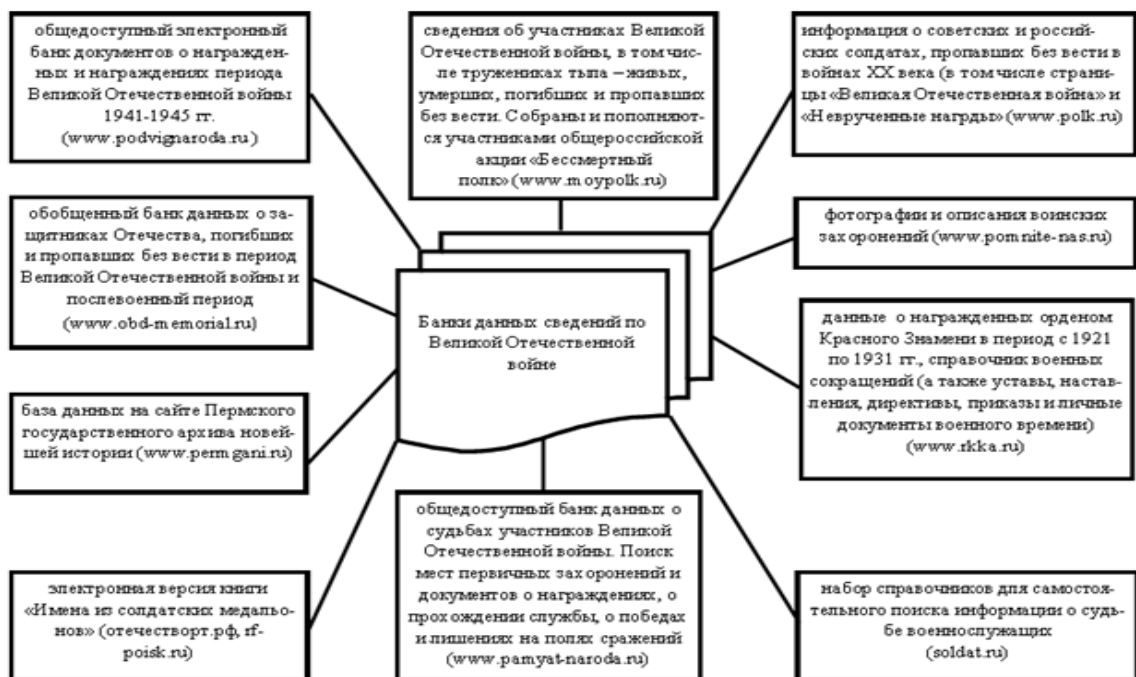 общедоступный электронный
банк документов о награжден-
ных и награждениях периода
Великой Отечественной войны
1941-1945 гг.
(www.podvignaroda.ru)
сведения об участниках Великой
Отечественной войны, в том чис-
ле тружениках тыла – живых,
умерших, погибших и пропавших
без вести. Собраны и пополняют-
ся участниками общероссийской
акции «Бессмертный
полк» (www.moypolk.ru)
информация о советских и россий-
ских солдатах, пропавших без вести в
войнах XX века (в том числе страни-
цы «Великая Отечественная война» и
«Неврученные нагрды» (www.polk.ru)
обобщенный банк данных о за-
щитниках Отечества, погибших
и пропавших без вести в период
Великой Отечественной войны и
послевоенный период
(www.obd-memorial.ru)
фотографии и описания воинских
захоронений (www.pomnite-nas.ru)
Банки данных сведений по
Великой Отечественной
войне
данные о награжденных орденом
Красного Знамени в период с 1921
по 1931 гг., справочник военных
сокращений (а также уставы, настав-
ления, директивы, приказы и личные
документы военного времени)
(www.rkka.ru)
база данных на сайте Пермского
государственного архива новей-
шей истории (www.permgani.ru)
общедоступный банк данных о
судьбах участников Великой
Отечественной войны. Поиск
мест первичных захоронений и
документов о награждениях, о
прохождении службы, о победах
и лишениях на полях сражений
(www.pamyat-naroda.ru)
электронная версия книги
«Имена из солдатских медальо-
нов» (отечестворт.рф, rf-
poisk.ru)
набор справочников для самостоя-
тельного поиска информации о судь-
бе военнослужащих
(soldat.ru)